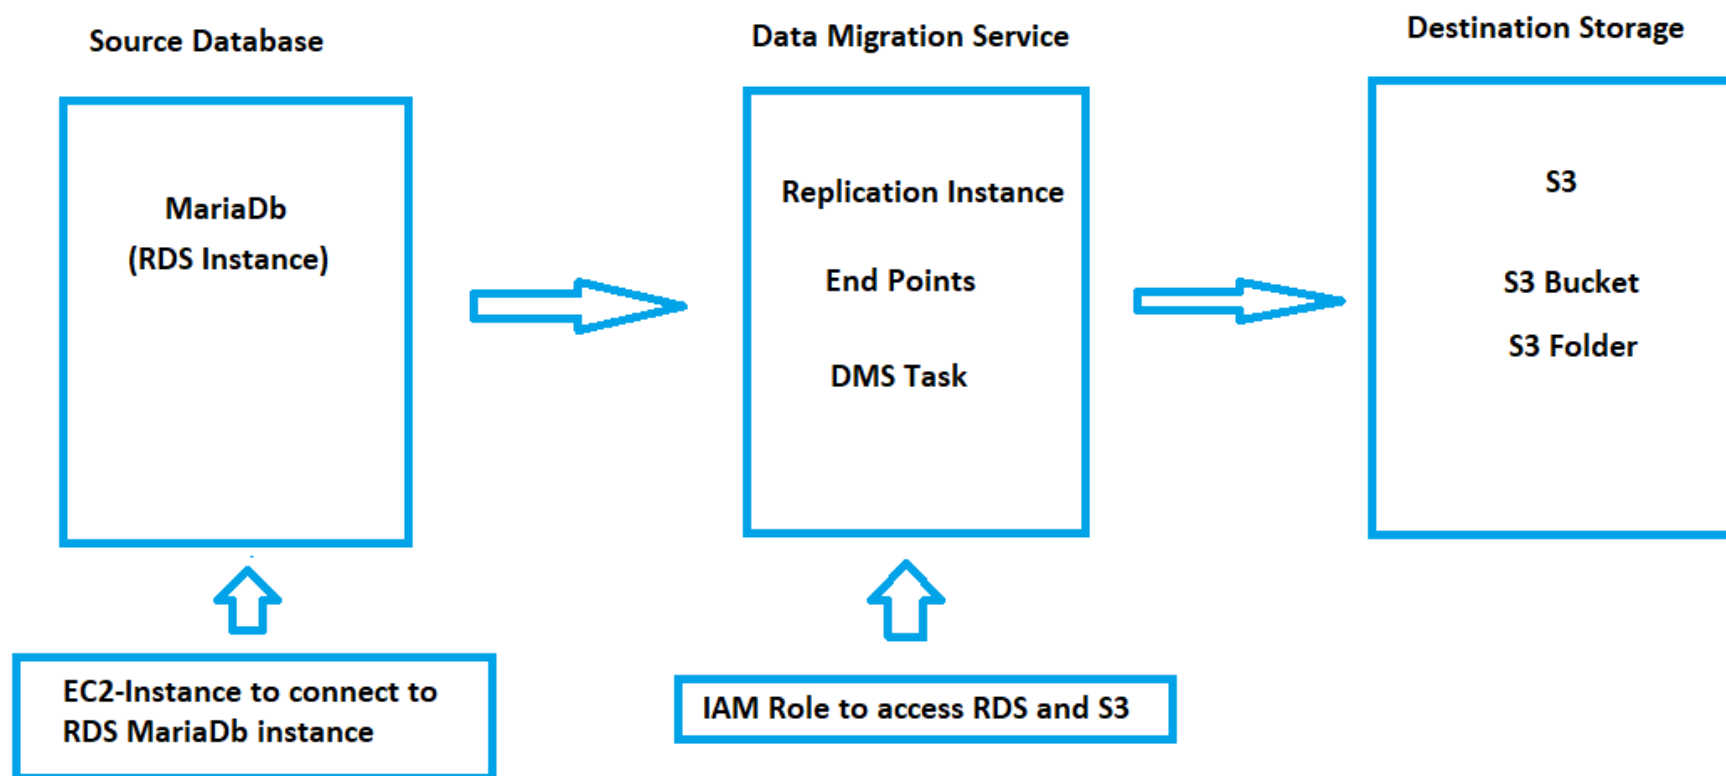 Source Database
Data Migration Service
Destination Storage
MariaDb
(RDS Instance)
Replication Instance
End Points
DMS Task
S3
S3 Bucket
S3 Folder
EC2-Instance to connect to
RDS MariaDb instance
IAM Role to access RDS and S3